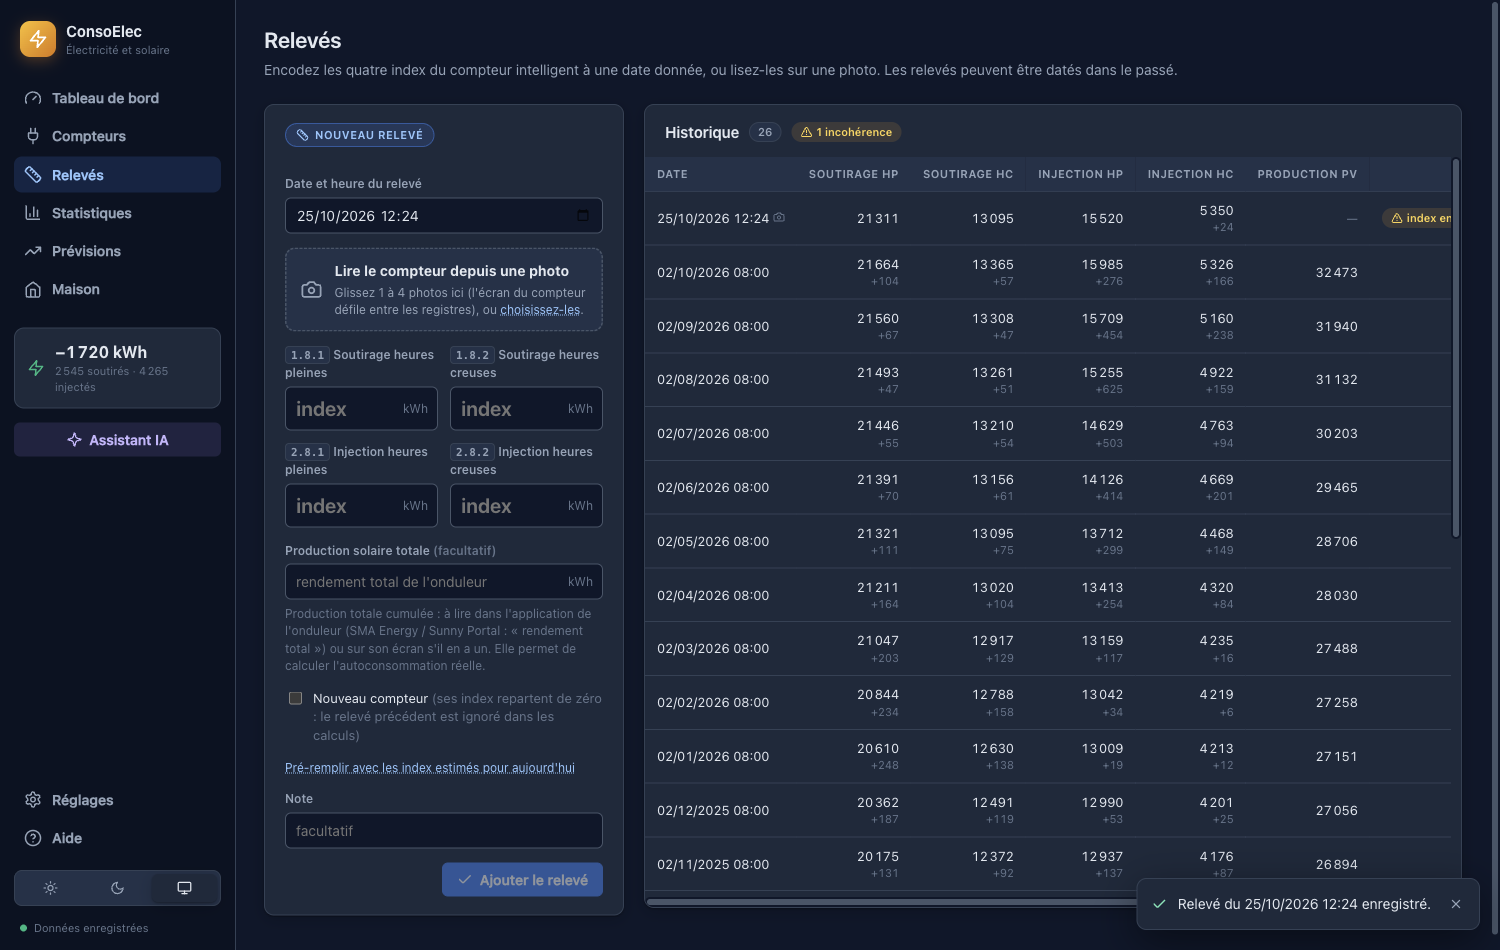 ConsoElec
Électricité et solaire
Tableau de bord
Compteurs
Relevés
Statistiques
Prévisions
Maison
−1 720 kWh
2 545 soutirés · 4 265
injectés
Assistant IA
Réglages
Aide
Données enregistrées
Relevés
Encodez les quatre index du compteur intelligent à une date donnée, ou lisez-les sur une photo. Les relevés peuvent être datés dans le passé.
NOUVEAU RELEVÉ
Date et heure du relevé
25/10/2026 12:24
Lire le compteur depuis une photo
Glissez 1 à 4 photos ici (l'écran du compteur
défile entre les registres), ou choisissez-les.
1.8.1 Soutirage heures
pleines
index kWh
1.8.2 Soutirage heures
creuses
index kWh
2.8.1 Injection heures
pleines
index kWh
2.8.2 Injection heures
creuses
index kWh
Production solaire totale (facultatif)
rendement total de l'onduleur kWh
Production totale cumulée : à lire dans l'application de
l'onduleur (SMA Energy / Sunny Portal : « rendement
total ») ou sur son écran s'il en a un. Elle permet de
calculer l'autoconsommation réelle.
Nouveau compteur (ses index repartent de zéro
: le relevé précédent est ignoré dans les
calculs)
Pré-remplir avec les index estimés pour aujourd'hui
Note
facultatif
Ajouter le relevé
Historique 26 1 incohérence
DATE SOUTIRAGE HP SOUTIRAGE HC INJECTION HP INJECTION HC PRODUCTION PV
25/10/2026 12:24 21 311 13 095 15 520 5 350 — index en
+24
02/10/2026 08:00 21 664 13 365 15 985 5 326 32 473
+104 +57 +276 +166
02/09/2026 08:00 21 560 13 308 15 709 5 160 31 940
+67 +47 +454 +238
02/08/2026 08:00 21 493 13 261 15 255 4 922 31 132
+47 +51 +625 +159
02/07/2026 08:00 21 446 13 210 14 629 4 763 30 203
+55 +54 +503 +94
02/06/2026 08:00 21 391 13 156 14 126 4 669 29 465
+70 +61 +414 +201
02/05/2026 08:00 21 321 13 095 13 712 4 468 28 706
+111 +75 +299 +149
02/04/2026 08:00 21 211 13 020 13 413 4 320 28 030
+164 +104 +254 +84
02/03/2026 08:00 21 047 12 917 13 159 4 235 27 488
+203 +129 +117 +16
02/02/2026 08:00 20 844 12 788 13 042 4 219 27 258
+234 +158 +34 +6
02/01/2026 08:00 20 610 12 630 13 009 4 213 27 151
+248 +138 +19 +12
02/12/2025 08:00 20 362 12 491 12 990 4 201 27 056
+187 +119 +53 +25
02/11/2025 08:00 20 175 12 372 12 937 4 176 26 894
+131 +92 +137 +87
Relevé du 25/10/2026 12:24 enregistré.